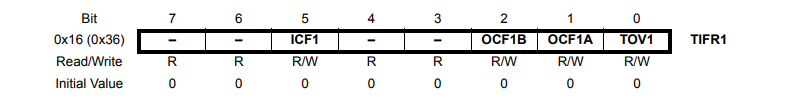 Bit 7 6 5 4 3 2 1 0
0x16 (0x36) – – ICF1 – – OCF1B OCF1A TOV1 TIFR1
Read/Write R R R/W R R R/W R/W R/W
Initial Value 0 0 0 0 0 0 0 0